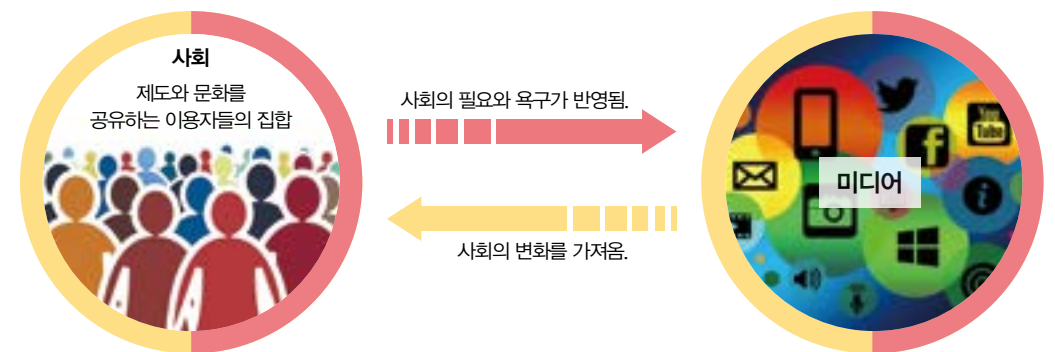 사회
제도와 문화를
공유하는 이용자들의 집합
사회의 필요와 욕구가 반영됨.
사회의 변화를 가져옴.
You
Tube
미디어